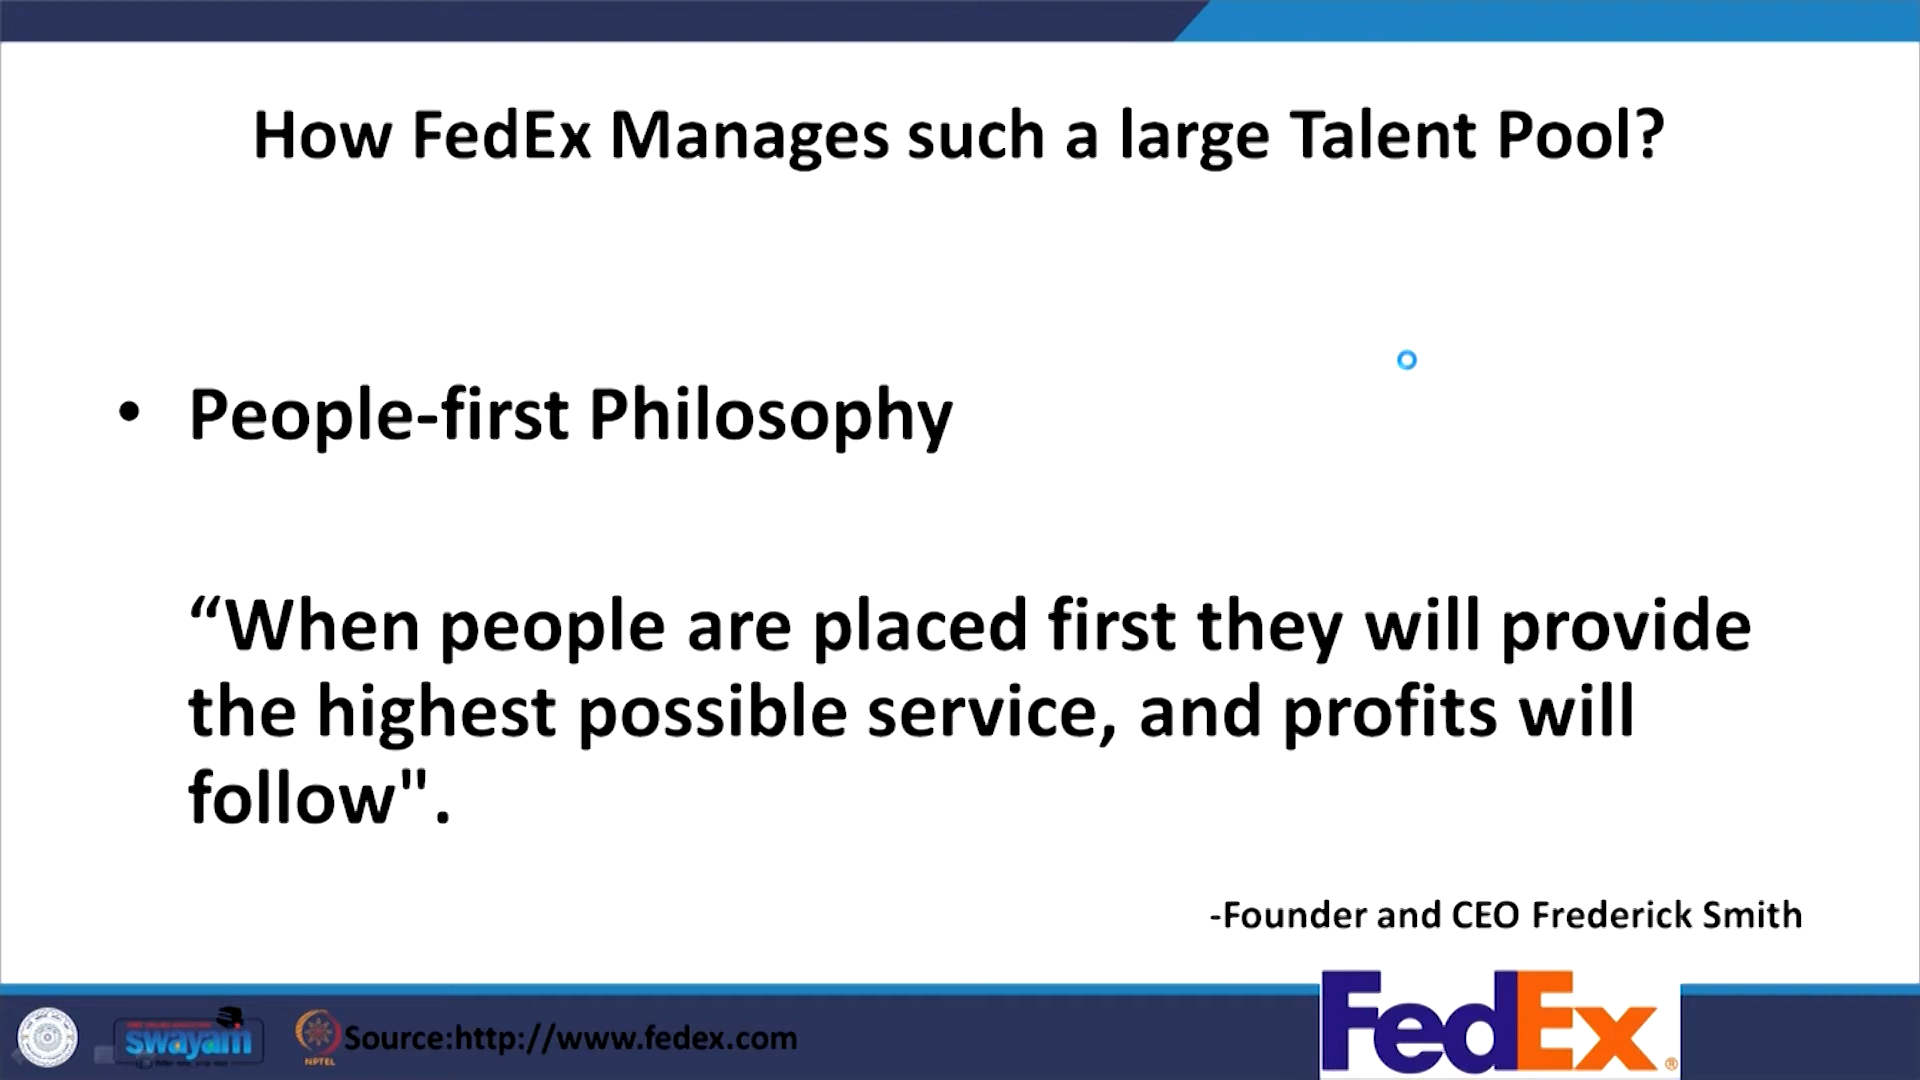 How FedEx Manages such a large Talent Pool?
• People-first Philosophy
“When people are placed first they will provide
the highest possible service, and profits will
follow".
-Founder and CEO Frederick Smith
swayam
NPTEL
Source:http://www.fedex.com
FedEx®